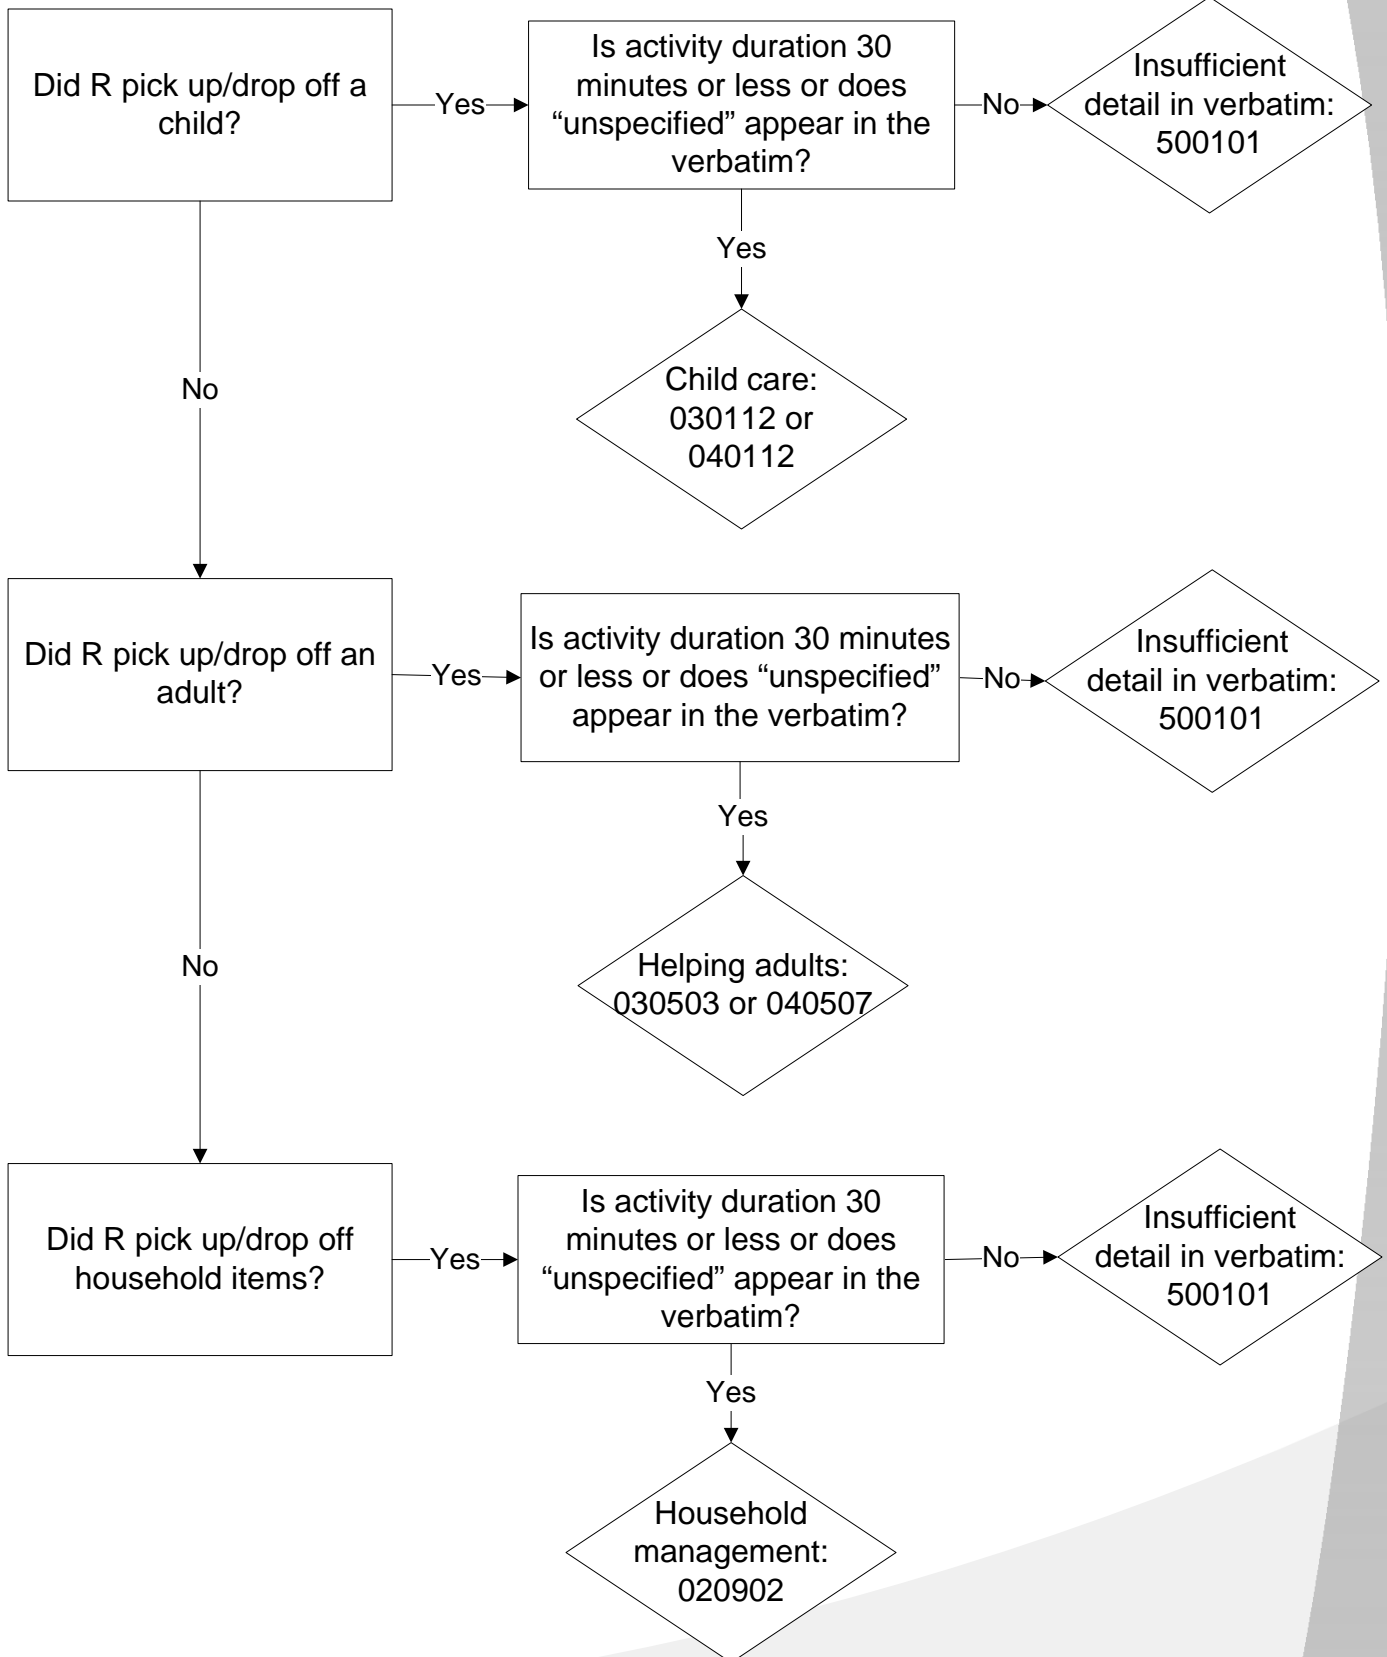 Did R pick up/drop off a
child?
Yes
Is activity duration 30
minutes or less or does
“unspecified” appear in the
verbatim?
No
Insufficient
detail in verbatim:
500101
Yes
Child care:
030112 or
040112
No
Did R pick up/drop off an
adult?
Yes
Is activity duration 30 minutes
or less or does “unspecified”
appear in the verbatim?
No
Insufficient
detail in verbatim:
500101
Yes
Helping adults:
030503 or 040507
No
Did R pick up/drop off
household items?
Yes
Is activity duration 30
minutes or less or does
“unspecified” appear in the
verbatim?
No
Insufficient
detail in verbatim:
500101
Yes
Household
management:
020902